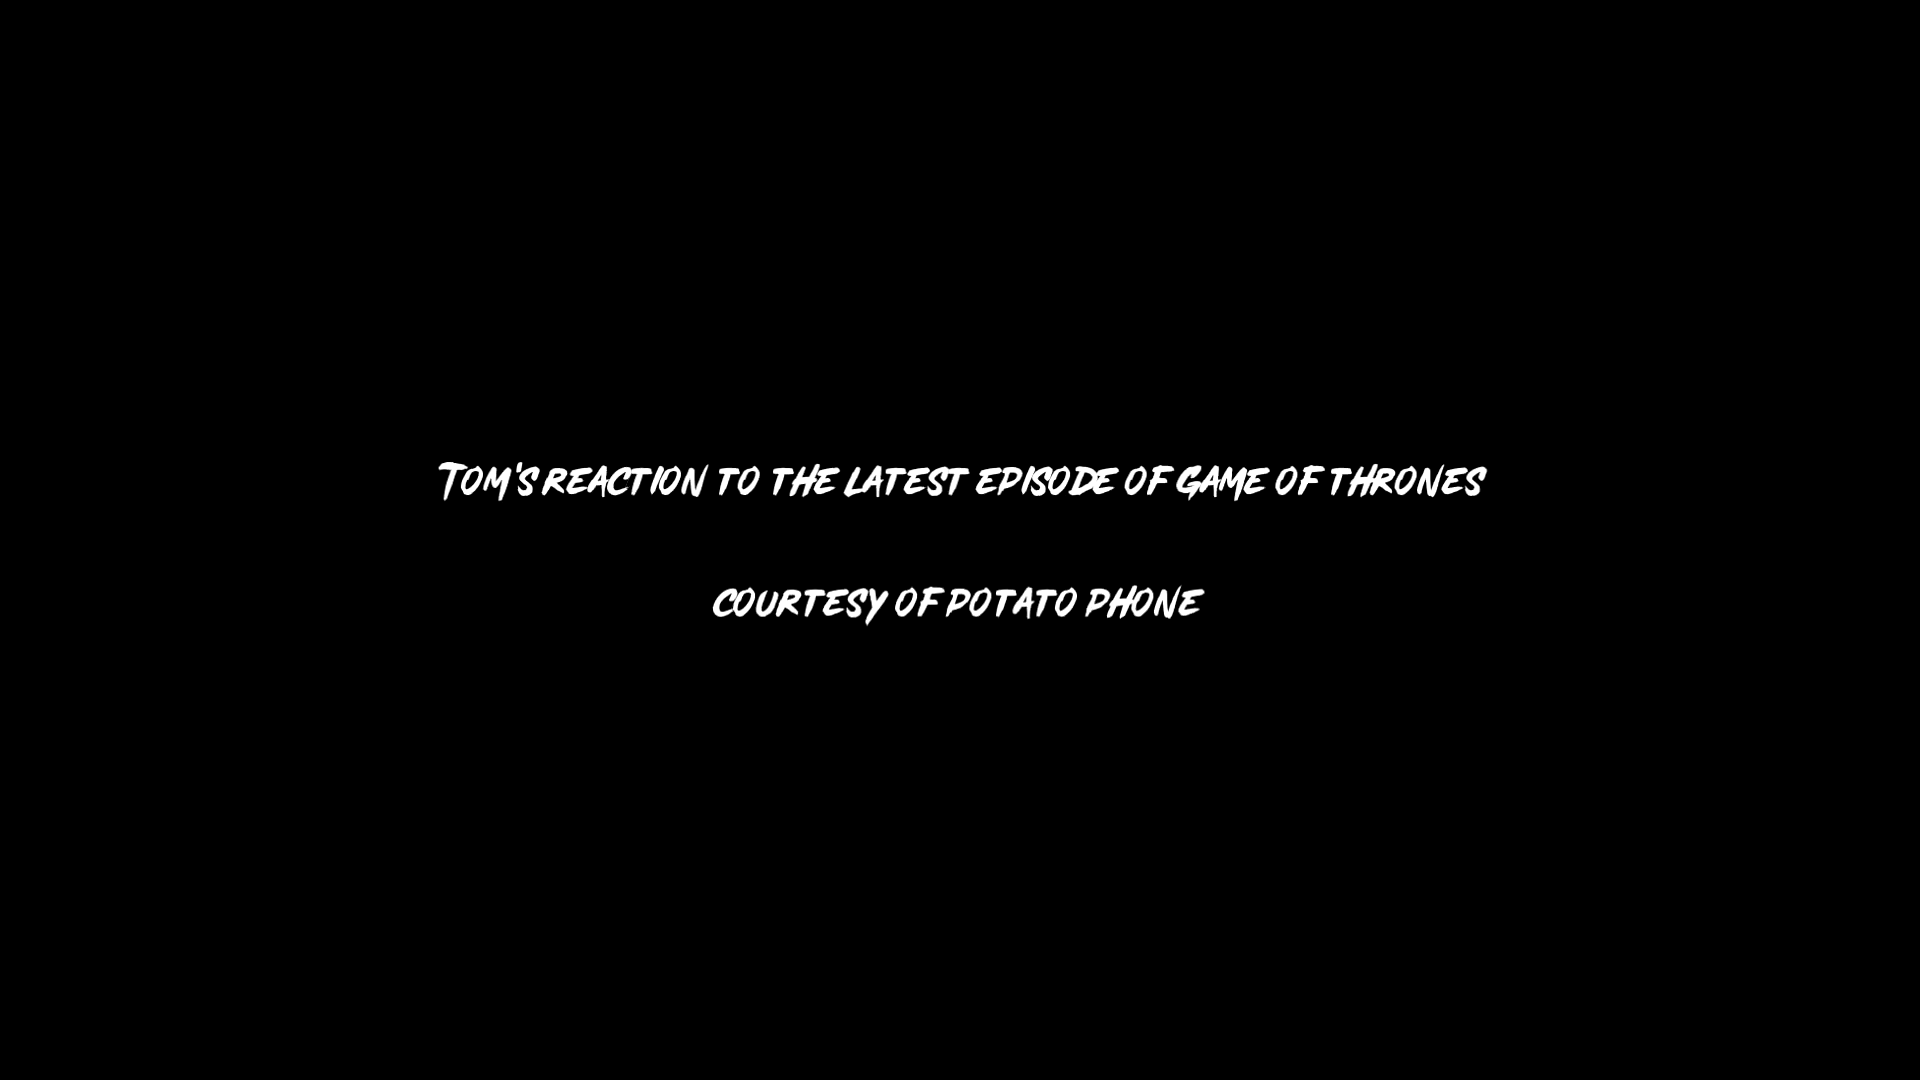 Tom's reaction to the latest episode of Game of thrones
courtesy of potato phone